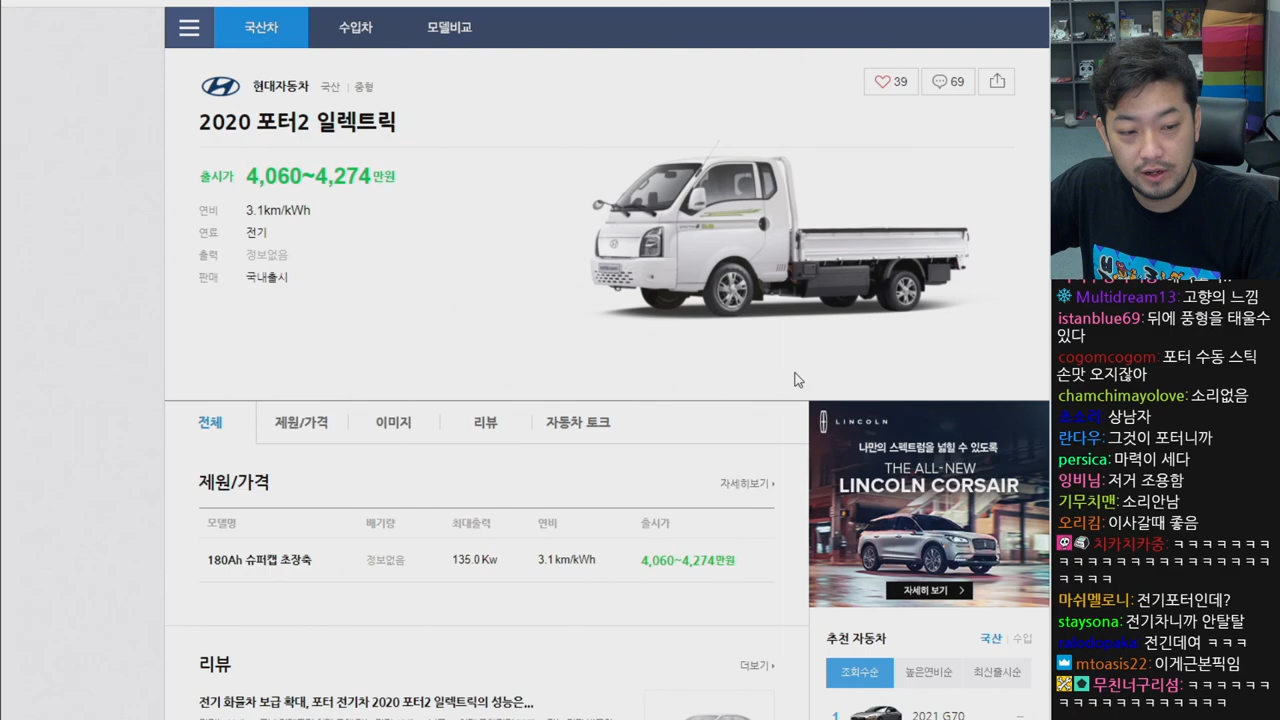 국산차
수입차
모델비교
현대자동차 국산 | 중형
39
69
2020 포터2 일렉트릭
출시가 4,060~4,274만원
연비 3.1km/kWh
연료 전기
출력 정보없음
판매 국내출시
전체
제원/가격
이미지
리뷰
자동차 토크
제원/가격
자세히보기 ›
모델명 배기량 최대출력 연비 출시가
180Ah 슈퍼캡 초장축 정보없음 135.0 Kw 3.1 km/kWh 4,060~4,274만원
리뷰
더보기 ›
전기 화물차 보급 확대, 포터 전기차 2020 포터2 일렉트릭의 성능은...
LINCOLN
나만의 스펙트럼을 넓힐 수 있도록
THE ALL-NEW
LINCOLN CORSAIR
자세히 보기 >
추천 자동차
국산 | 수입
조회수순
높은연비순
최신출시순
1 2021 G70 –
Multidream13: 고향의 느낌
istanblue69: 뒤에 풍형을 태울수
있다
cogomcogom: 포터 수동 스틱
손맛 오지잖아
chamchimayolove: 소리없음
상남자
란다우: 그것이 포터니까
persica: 마력이 세다
잉비님: 저거 조용함
기무치맨: 소리안남
오리킴: 이사갈때 좋음
치카치카중: ㅋㅋㅋㅋㅋㅋㅋ
ㅋㅋㅋㅋㅋㅋㅋㅋㅋㅋㅋㅋㅋㅋㅋㅋ
ㅋㅋㅋㅋ
마쉬멜로니: 전기포터인데?
staysona: 전기차니까 안탈탈
전긴데여 ㅋㅋㅋ
mtoasis22: 이게근본픽임
무친너구리섬: ㅋㅋㅋㅋㅋㅋㅋ
ㅋㅋㅋㅋㅋㅋㅋㅋㅋㅋㅋㅋㅋ